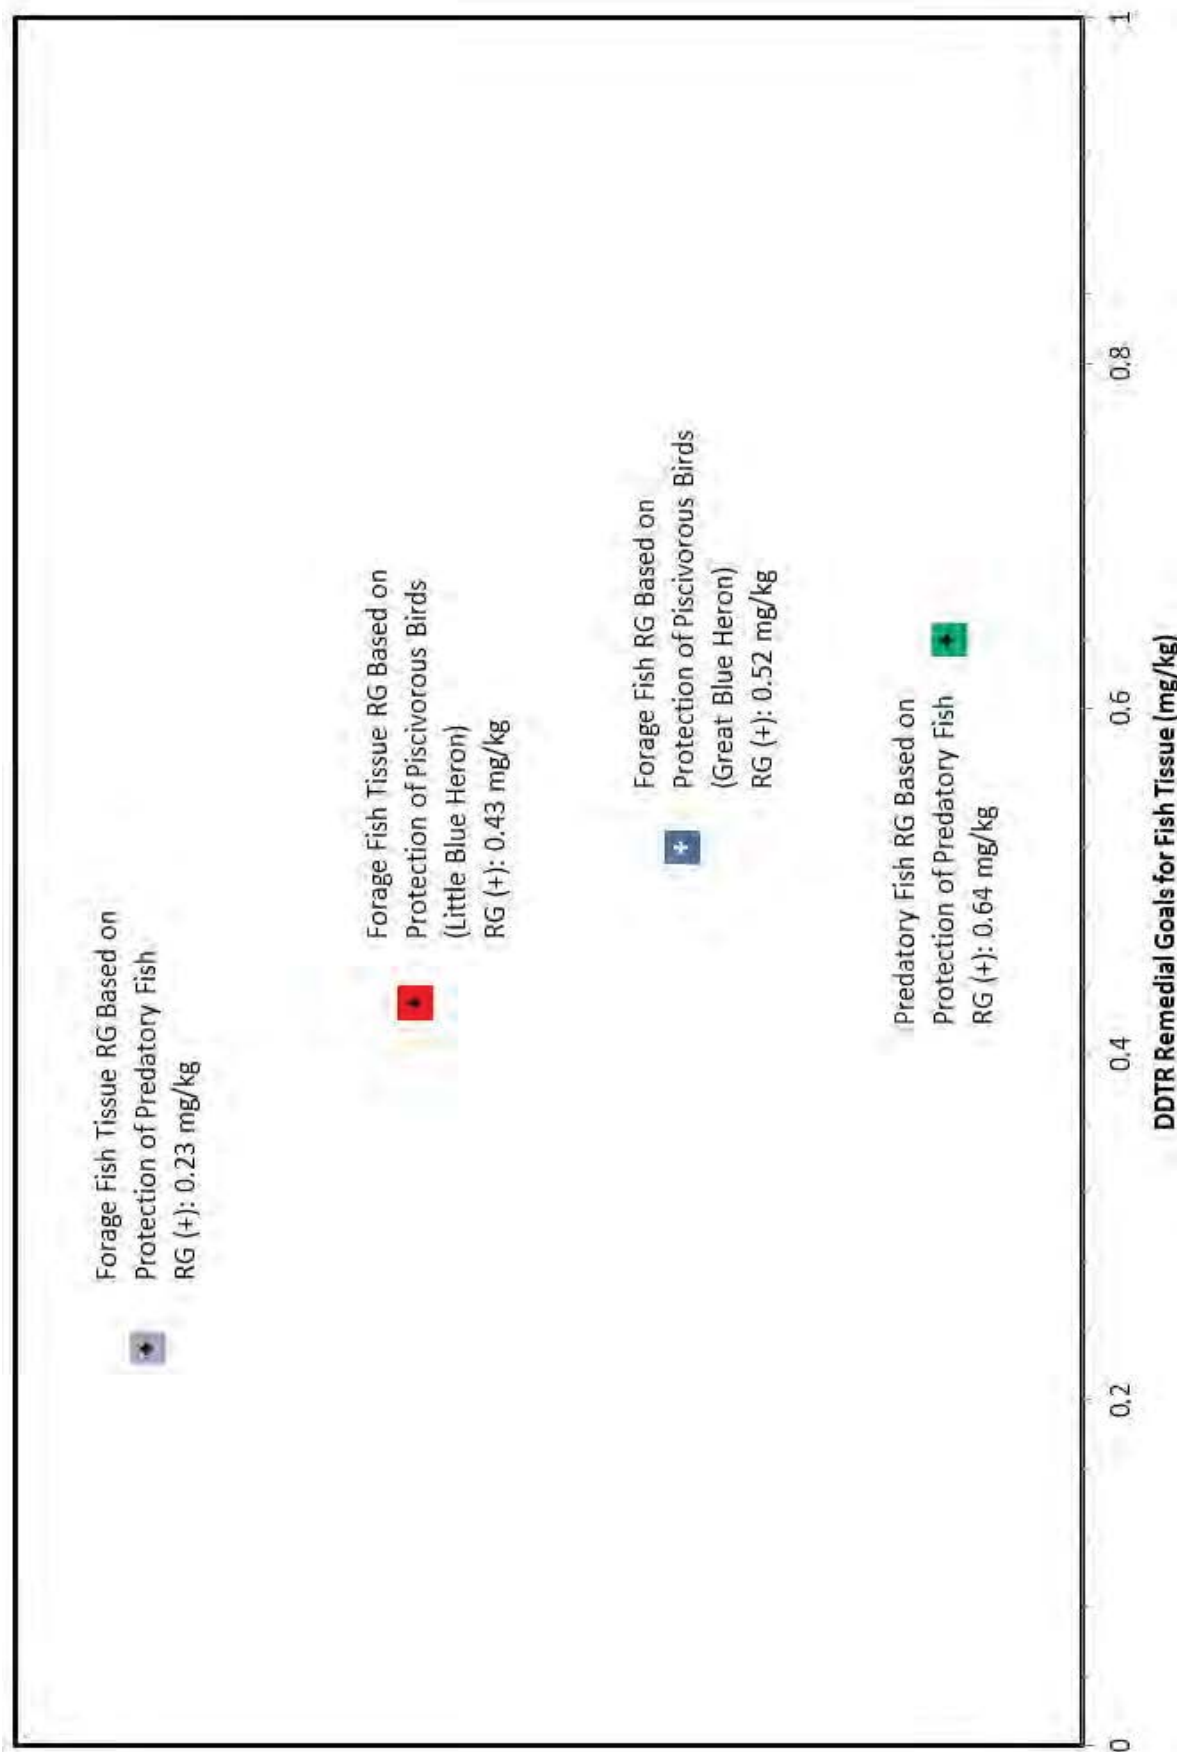 Forage Fish Tissue RG Based on
Protection of Predatory Fish
RG (+): 0.23 mg/kg
Forage Fish Tissue RG Based on
Protection of Piscivorous Birds
(Little Blue Heron)
RG (+): 0.43 mg/kg
Forage Fish RG Based on
Protection of Piscivorous Birds
(Great Blue Heron)
RG (+): 0.52 mg/kg
Predatory Fish RG Based on
Protection of Predatory Fish
RG (+): 0.64 mg/kg
0 0.2 0.4 0.6 0.8 1
DDTR Remedial Goals for Fish Tissue (mg/kg)